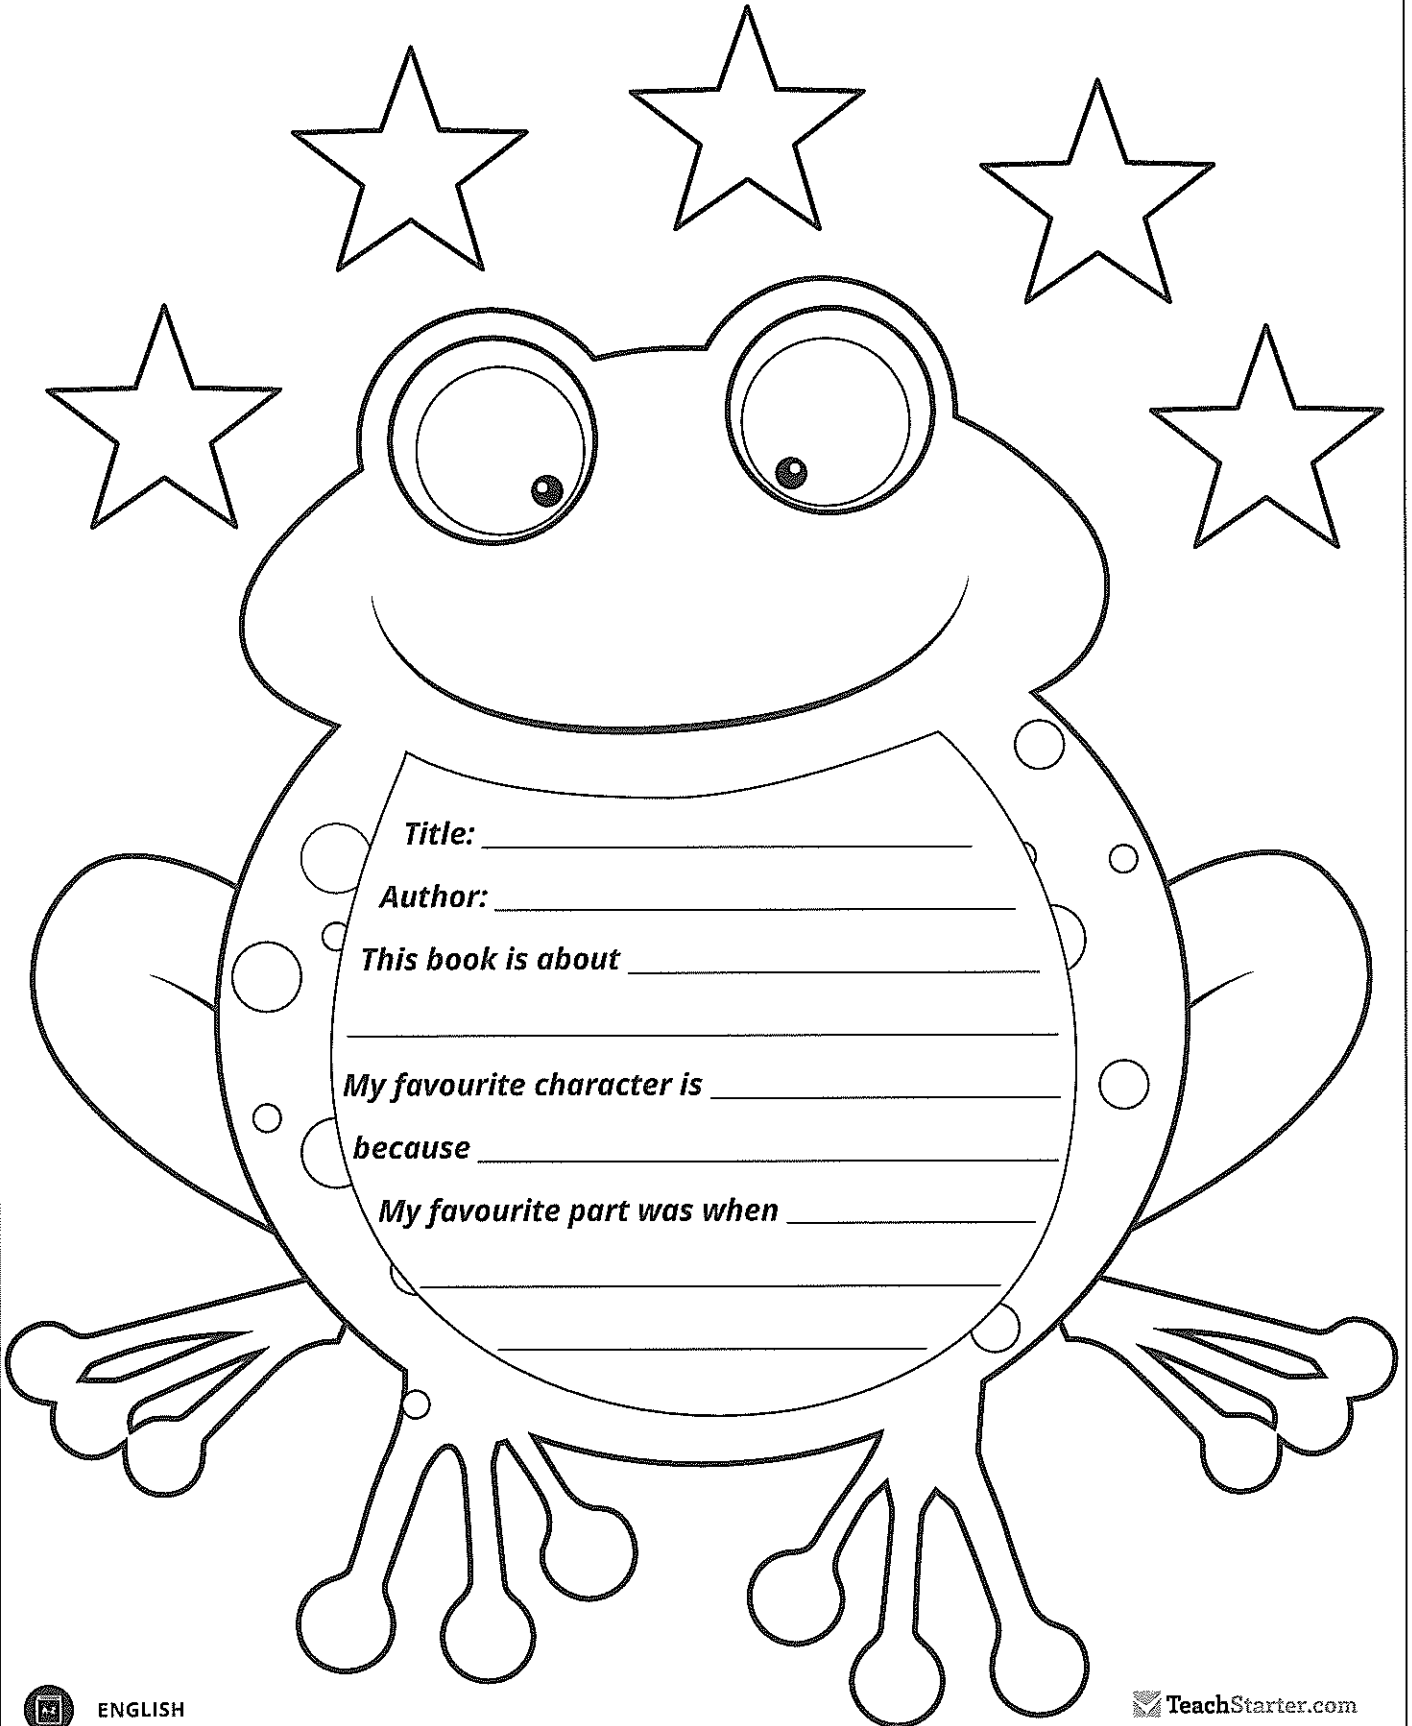 Title:
Author:
This book is about
My favourite character is
because
My favourite part was when
ENGLISH
TeachStarter.com